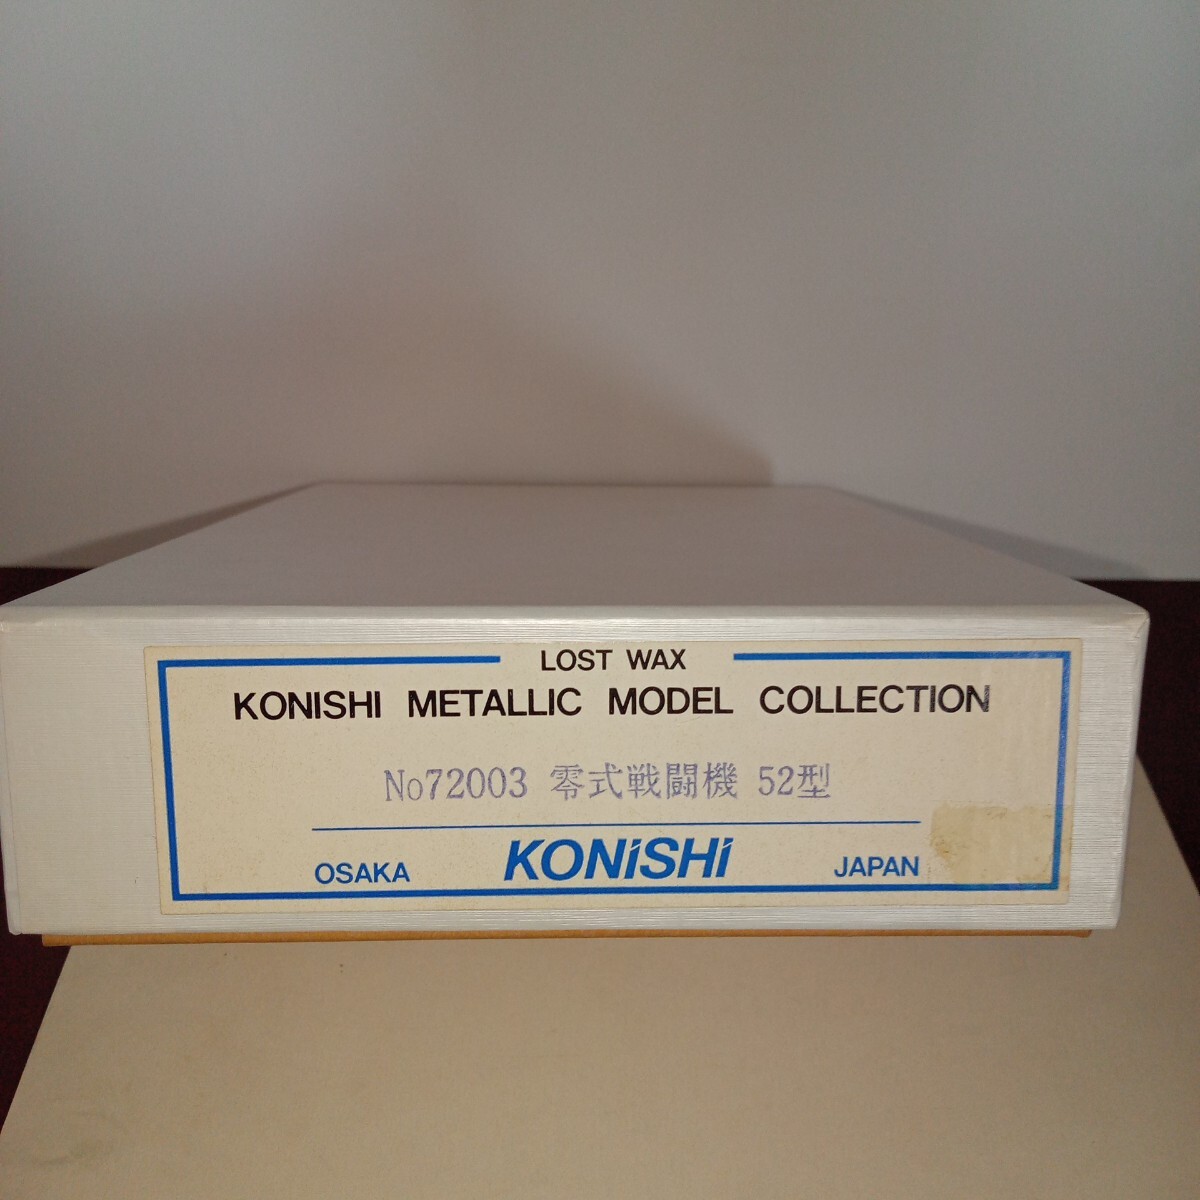 LOST WAX
KONISHI METALLIC MODEL COLLECTION
No72003 零式戦闘機 52型
OSAKA KONiSHi JAPAN